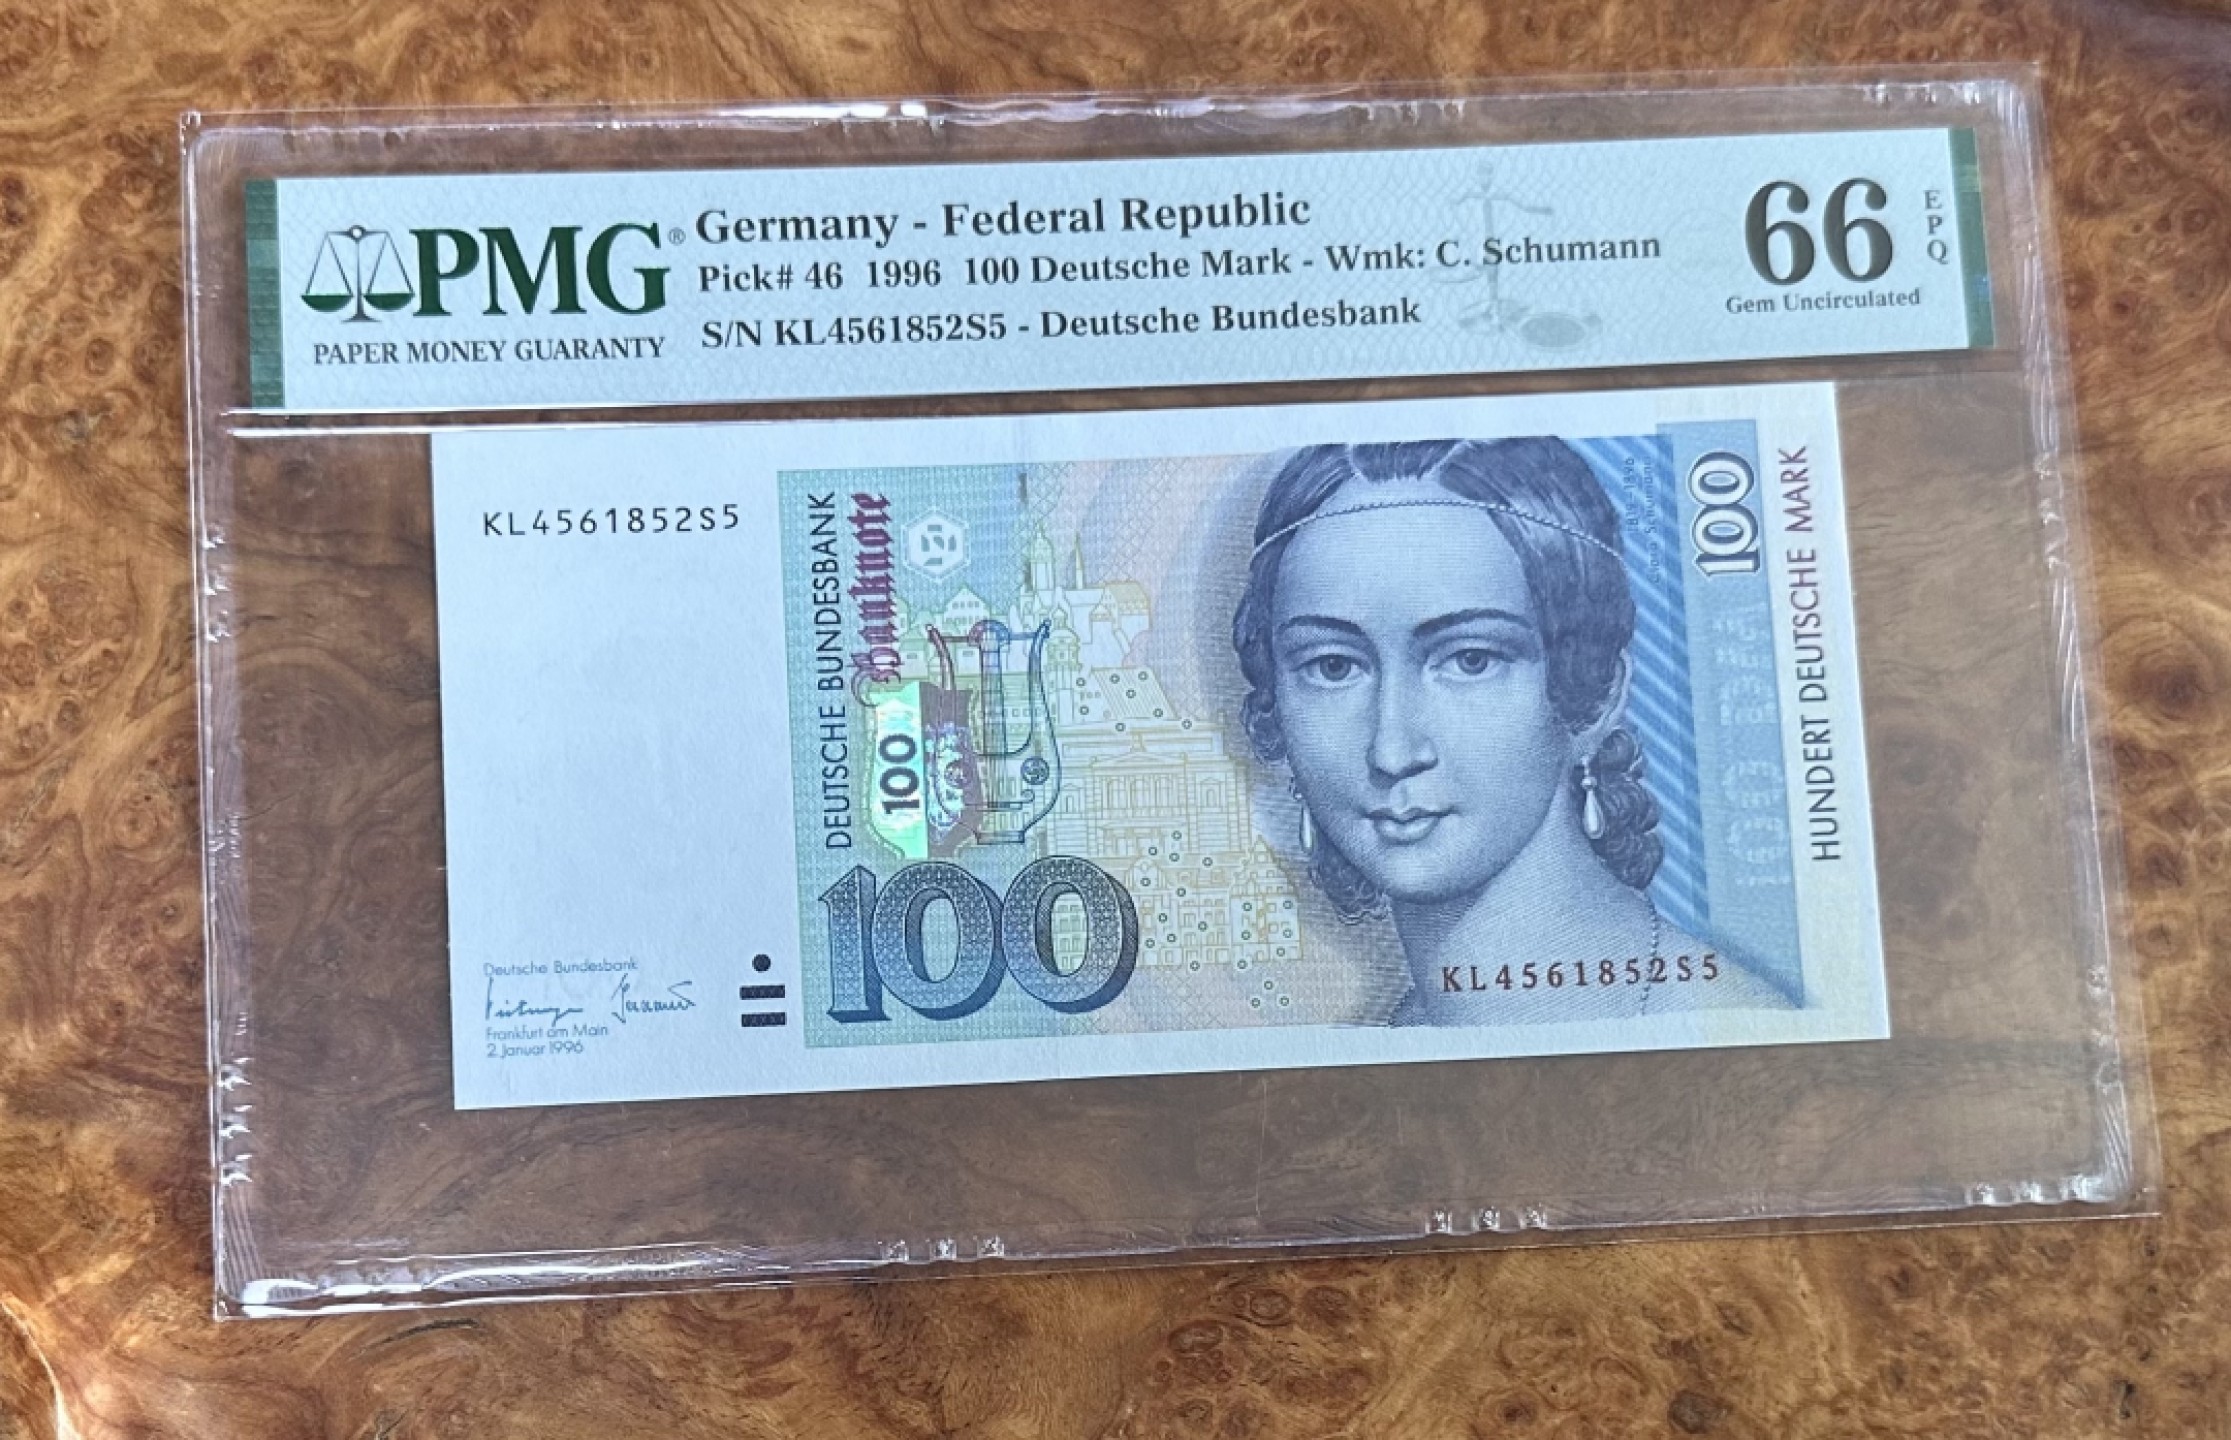 PMG®
PAPER MONEY GUARANTY
Germany - Federal Republic
Pick# 46 1996 100 Deutsche Mark - Wmk: C. Schumann
S/N KL4561852S5 - Deutsche Bundesbank
66
EPQ
Gem Uncirculated
KL4561852S5
DEUTSCHE BUNDESBANK
Banknote
100
100
Deutsche Bundesbank
Frankfurt am Main
2. Januar 1996
Clara Schumann
100
HUNDERT DEUTSCHE MARK
KL4561852S5